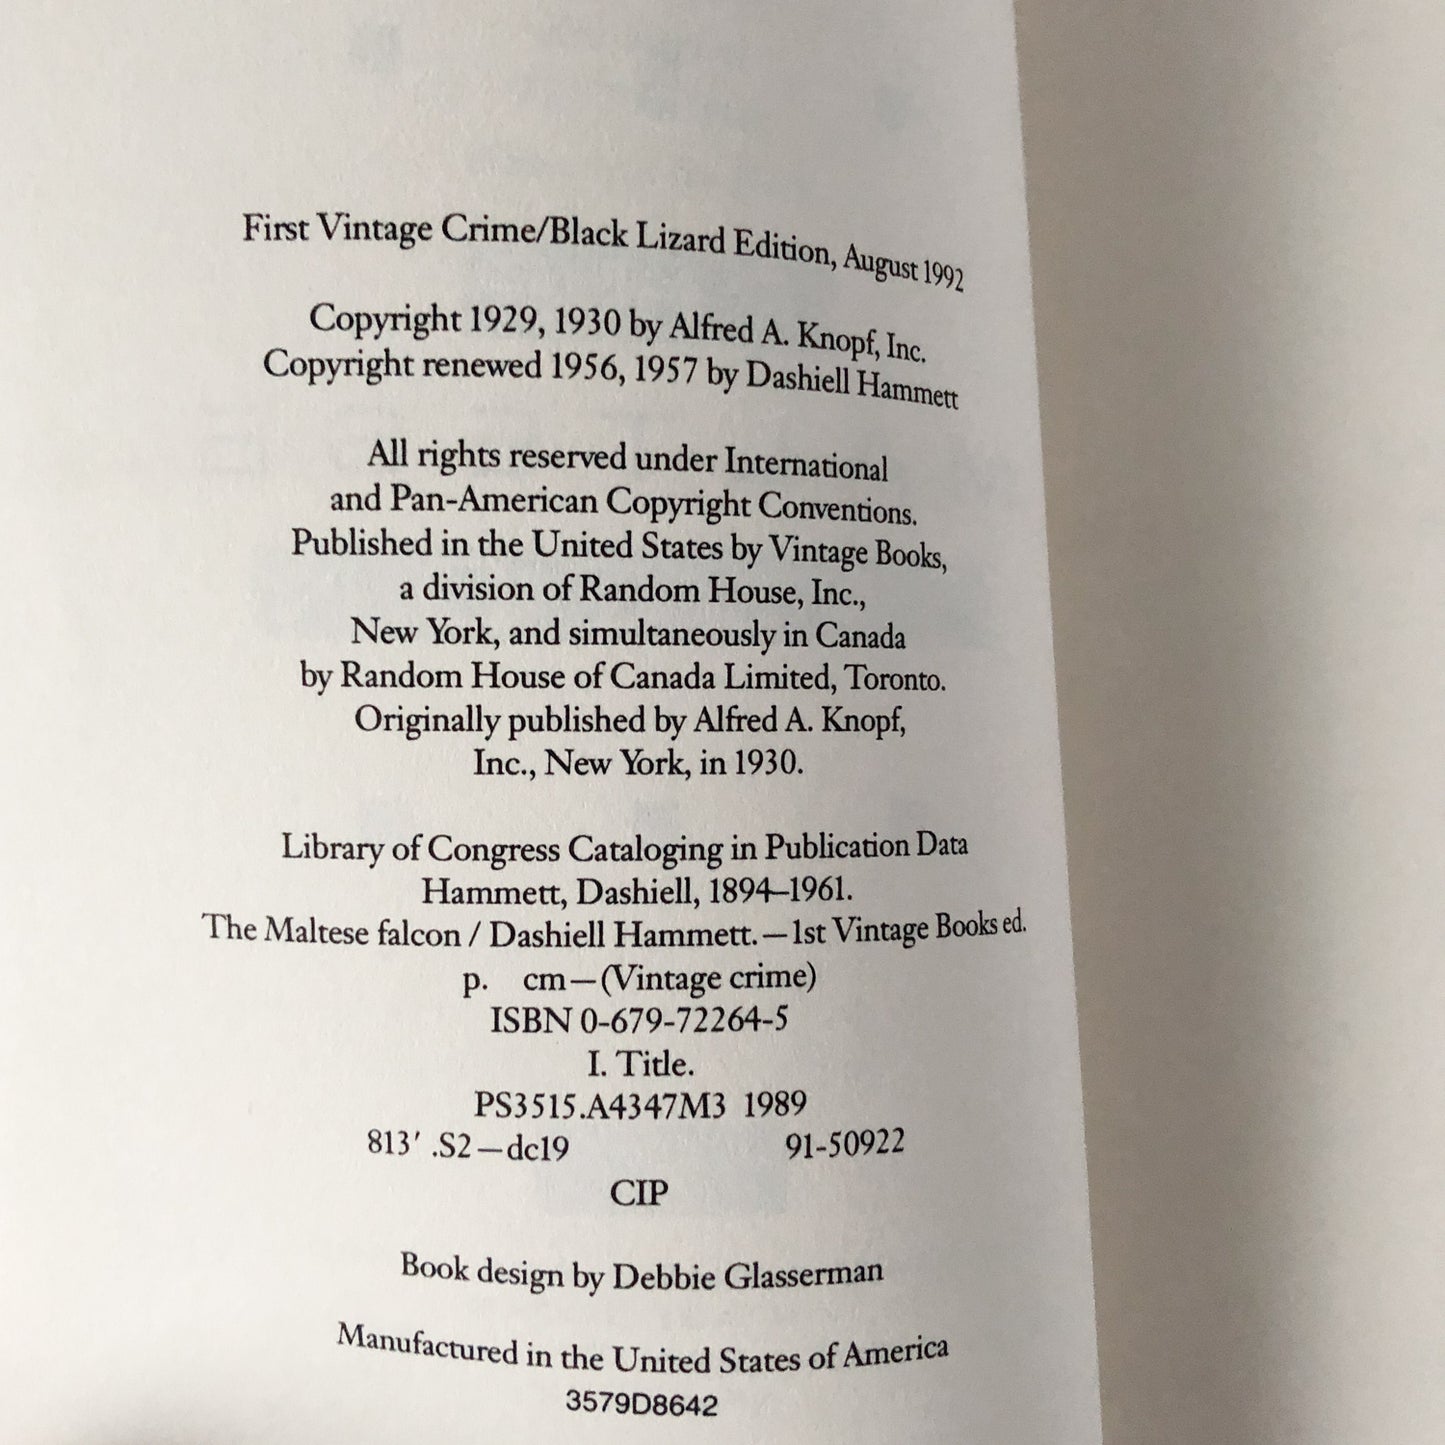 First Vintage Crime/Black Lizard Edition, August 1992
Copyright 1929, 1930 by Alfred A. Knopf, Inc.
Copyright renewed 1956, 1957 by Dashiell Hammett
All rights reserved under International
and Pan-American Copyright Conventions.
Published in the United States by Vintage Books,
a division of Random House, Inc.,
New York, and simultaneously in Canada
by Random House of Canada Limited, Toronto.
Originally published by Alfred A. Knopf,
Inc., New York, in 1930.
Library of Congress Cataloging in Publication Data
Hammett, Dashiell, 1894–1961.
The Maltese falcon / Dashiell Hammett.—1st Vintage Books ed.
p. cm—(Vintage crime)
ISBN 0-679-72264-5
I. Title.
PS3515.A4347M3 1989
813′ .S2—dc19 91-50922
CIP
Book design by Debbie Glasserman
Manufactured in the United States of America
3579D8642